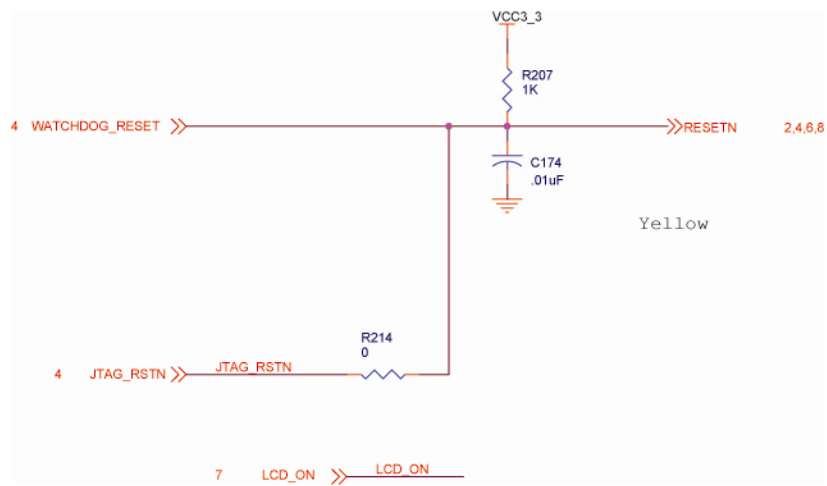 VCC3_3
R207
1K
4 WATCHDOG_RESET RESETN 2,4,6,8
C174
.01uF
Yellow
R214
0
4 JTAG_RSTN JTAG_RSTN
7 LCD_ON LCD_ON